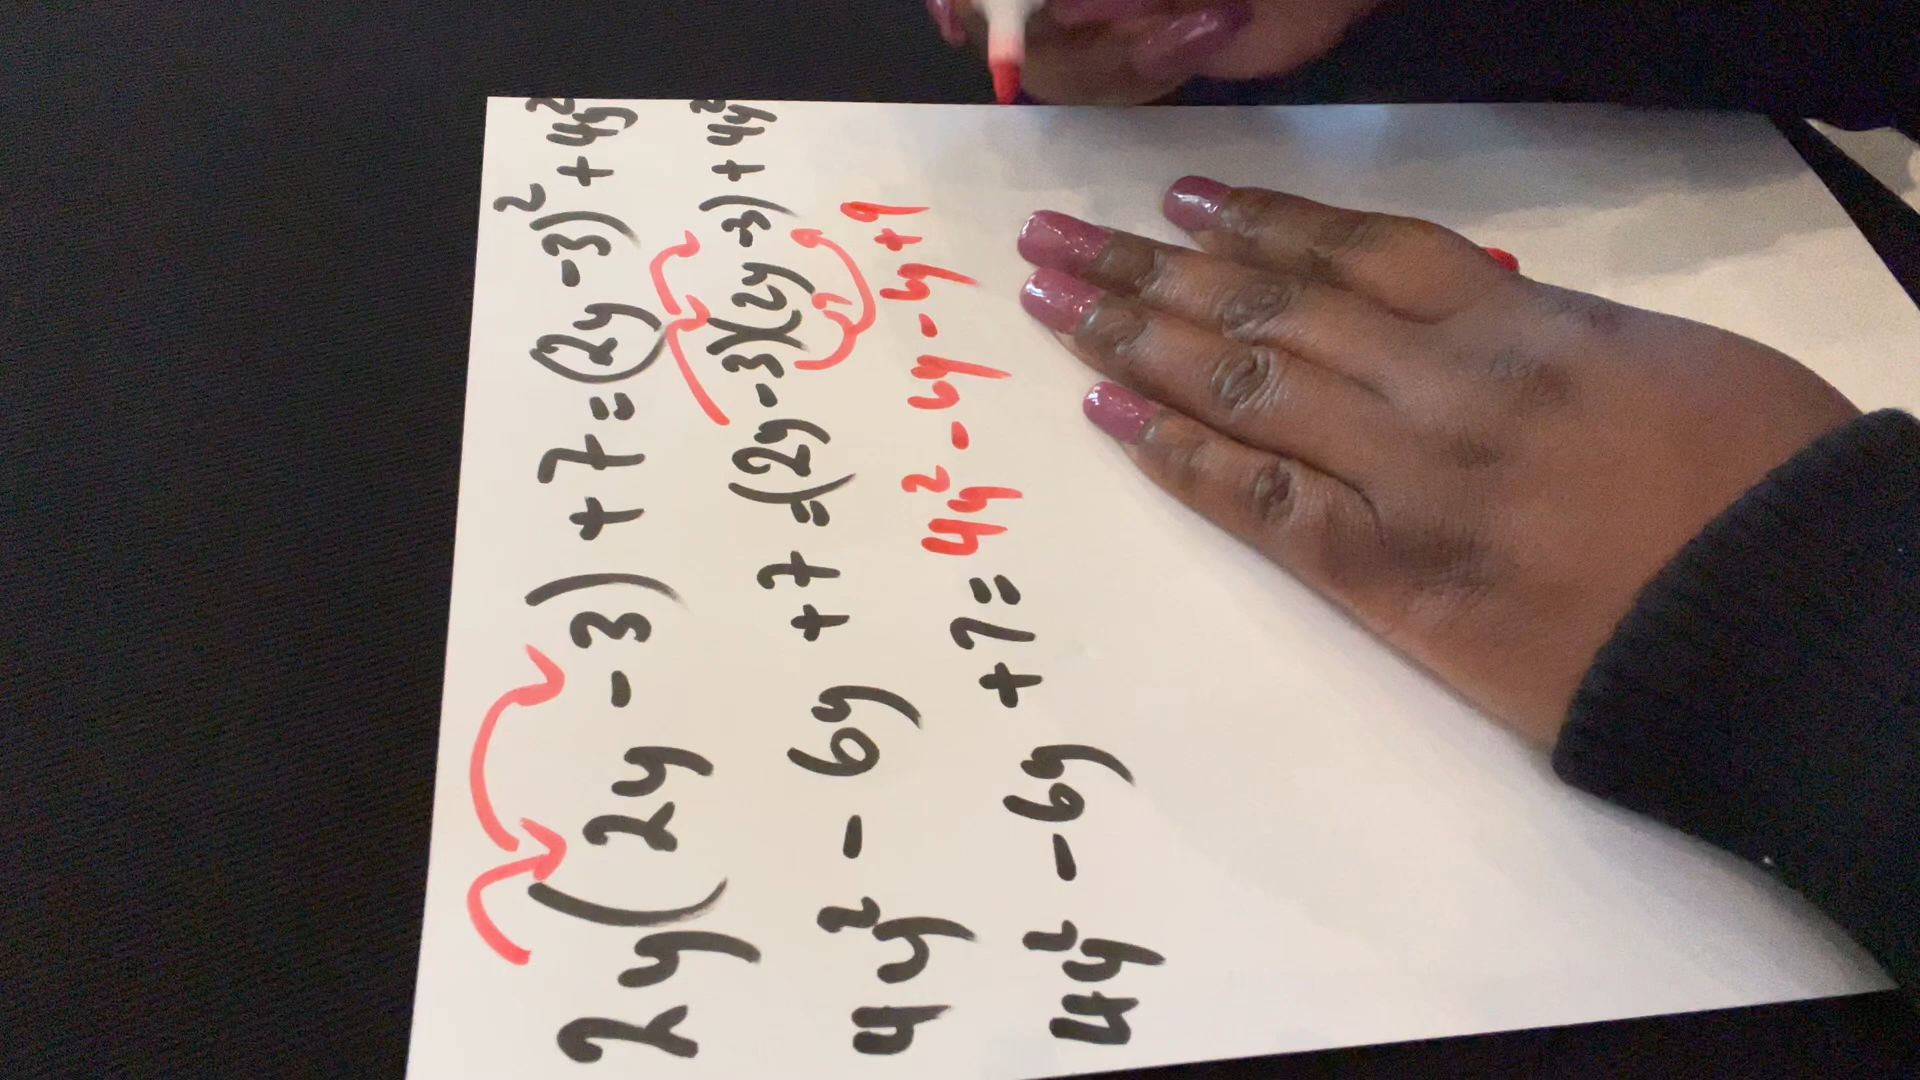 2y(2y - 3) + 7 = (2y - 3)² + 4y²
4y² - 6y + 7 = (2y - 3)(2y - 3) + 4y²
4y² - 6y + 7 = 4y² - 6y - 6y + 9